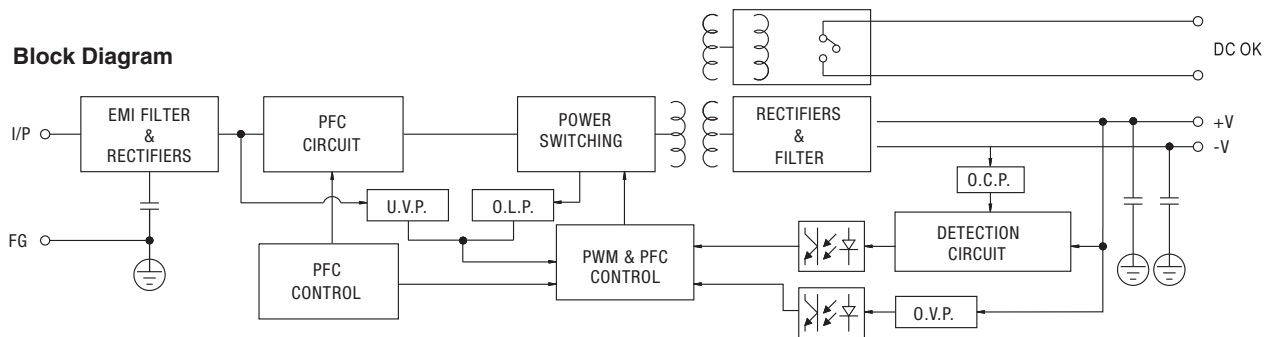 Block Diagram
DC OK
I/P
EMI FILTER
&
RECTIFIERS
PFC
CIRCUIT
POWER
SWITCHING
RECTIFIERS
&
FILTER
+V
-V
U.V.P.
O.L.P.
O.C.P.
FG
PFC
CONTROL
PWM & PFC
CONTROL
DETECTION
CIRCUIT
O.V.P.